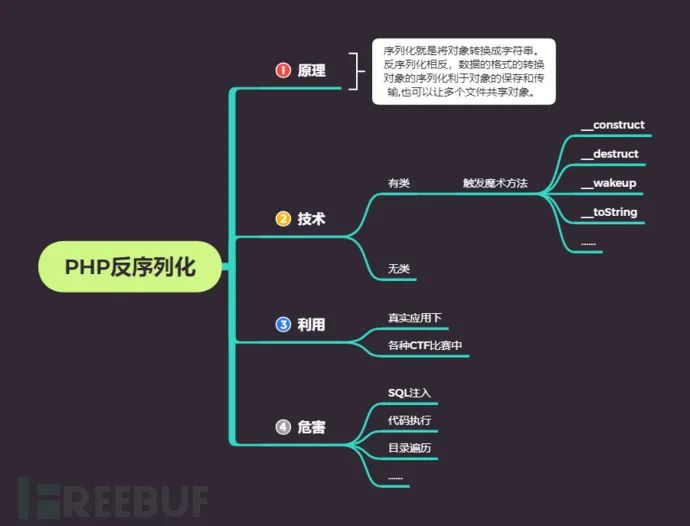 PHP反序列化
1 原理
序列化就是将对象转换成字符串。
反序列化相反，数据的格式的转换
对象的序列化利于对象的保存和传
输,也可以让多个文件共享对象。
2 技术
有类
触发魔术方法
__construct
__destruct
__wakeup
__toString
......
无类
3 利用
真实应用下
各种CTF比赛中
4 危害
SQL注入
代码执行
目录遍历
......
FREEBUF